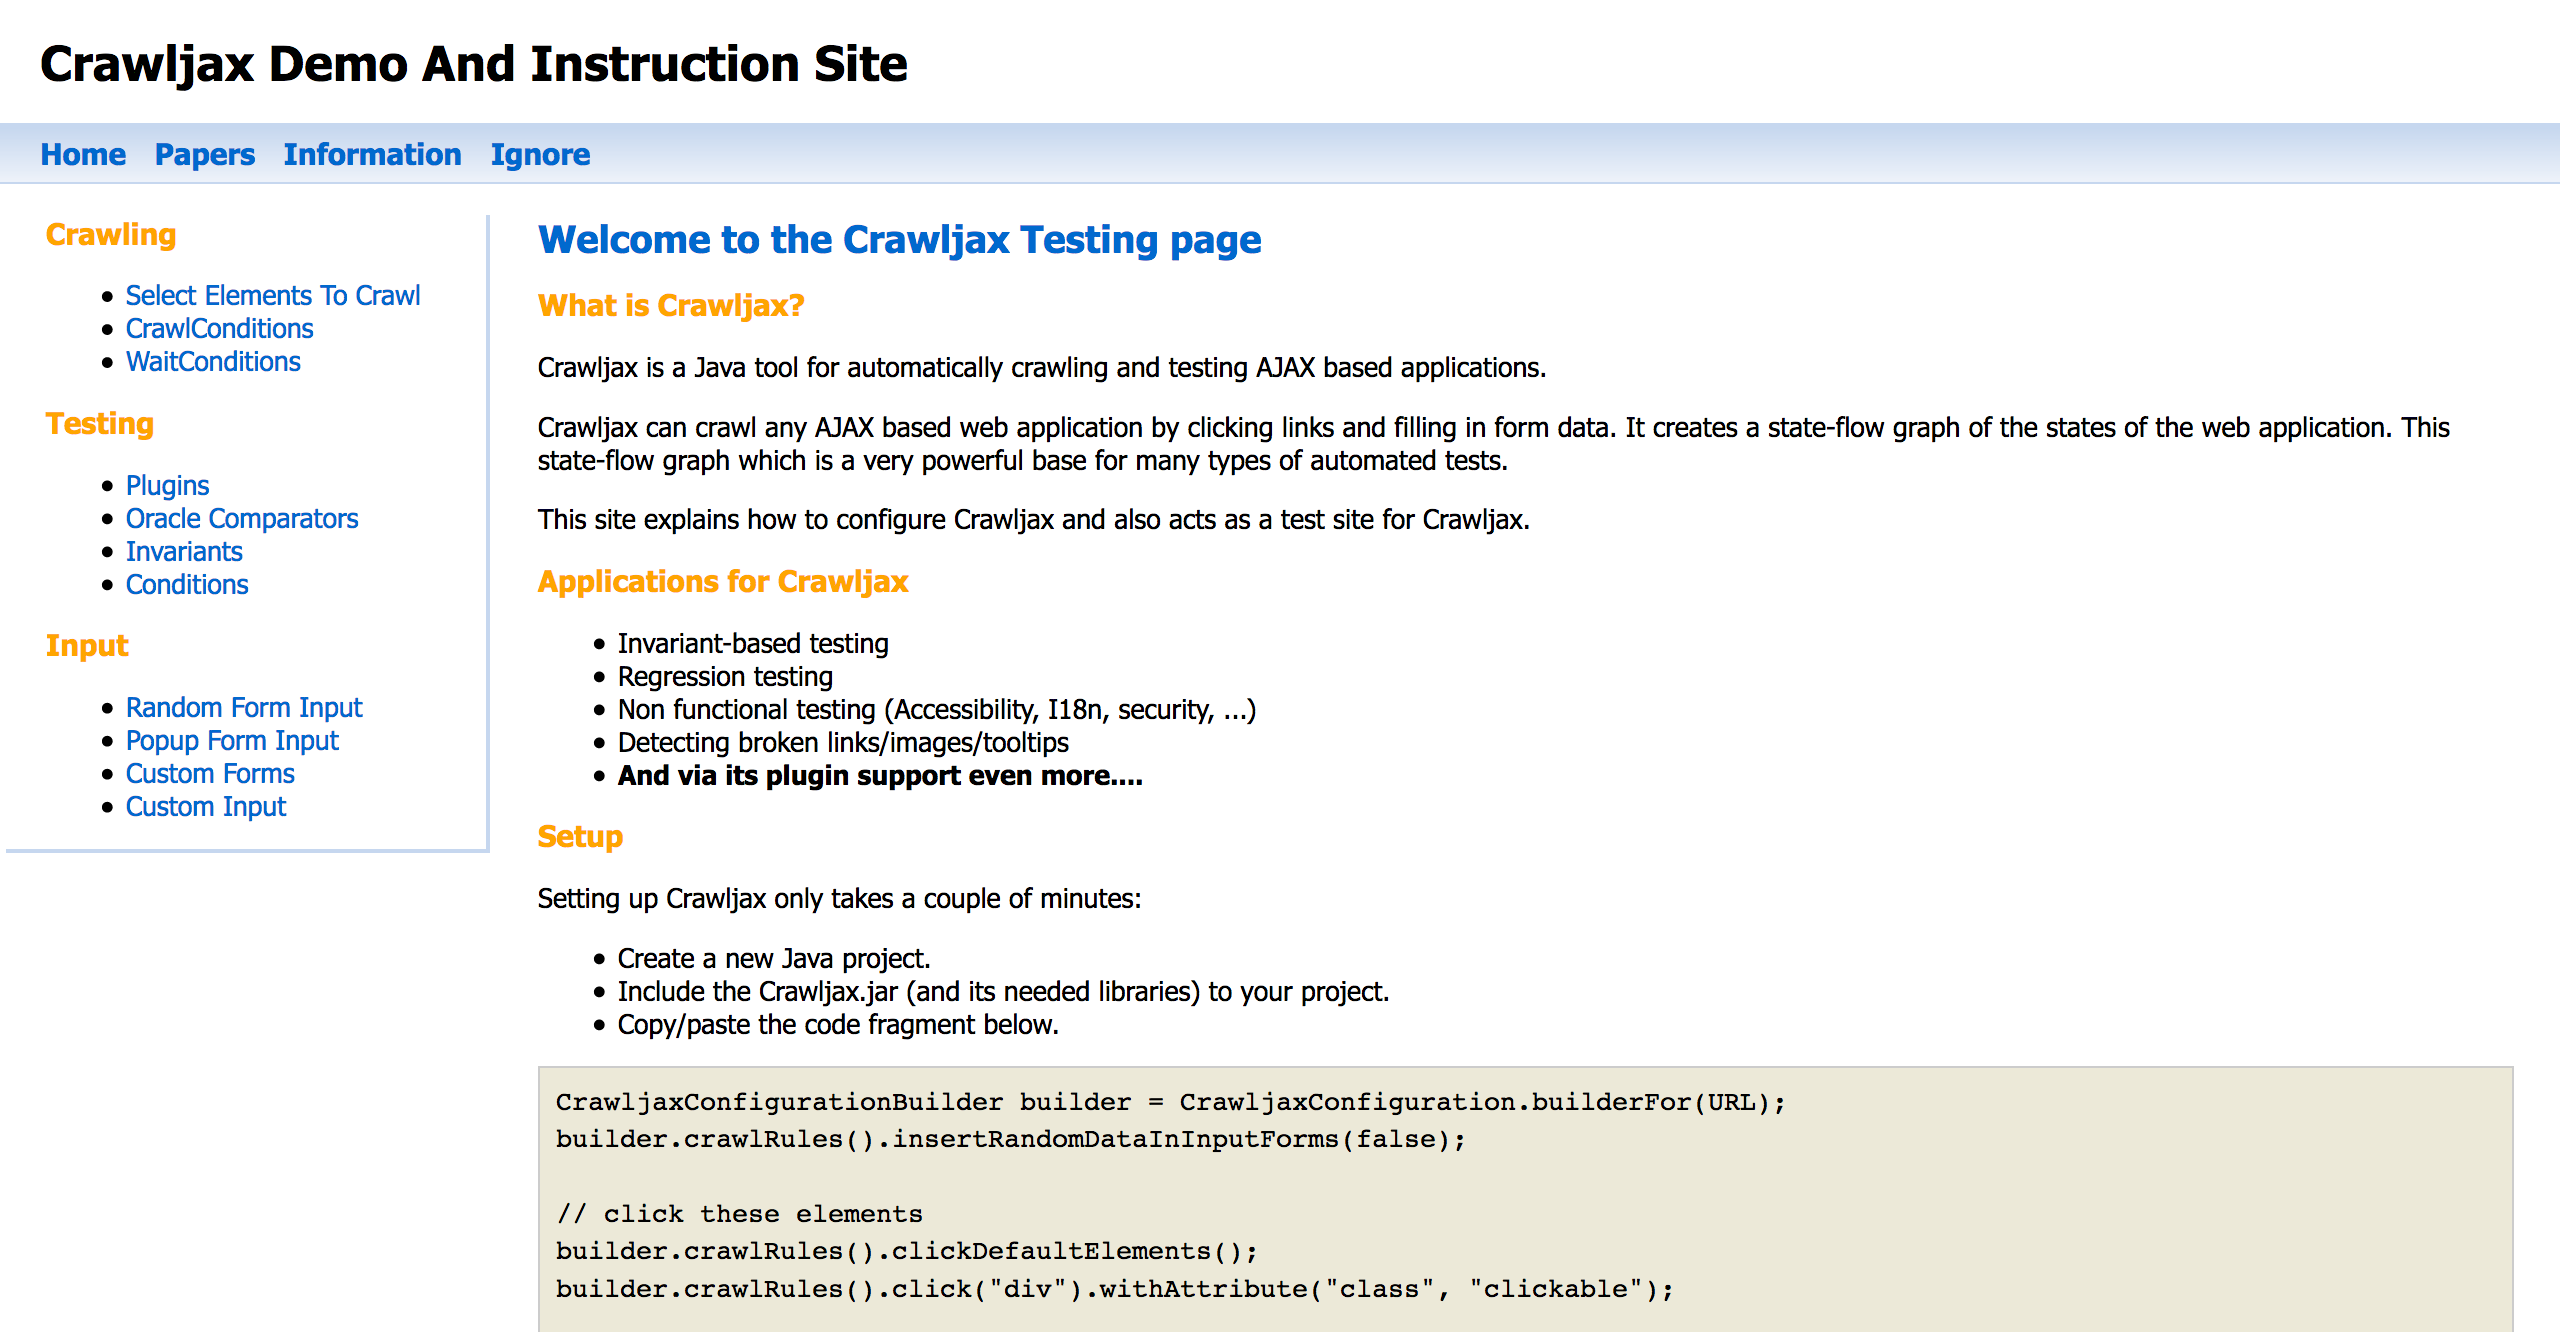 Crawljax Demo And Instruction Site
Home Papers Information Ignore
Crawling
Select Elements To Crawl
CrawlConditions
WaitConditions
Testing
Plugins
Oracle Comparators
Invariants
Conditions
Input
Random Form Input
Popup Form Input
Custom Forms
Custom Input
Welcome to the Crawljax Testing page
What is Crawljax?
Crawljax is a Java tool for automatically crawling and testing AJAX based applications.
Crawljax can crawl any AJAX based web application by clicking links and filling in form data. It creates a state-flow graph of the states of the web application. This
state-flow graph which is a very powerful base for many types of automated tests.
This site explains how to configure Crawljax and also acts as a test site for Crawljax.
Applications for Crawljax
Invariant-based testing
Regression testing
Non functional testing (Accessibility, I18n, security, ...)
Detecting broken links/images/tooltips
And via its plugin support even more....
Setup
Setting up Crawljax only takes a couple of minutes:
Create a new Java project.
Include the Crawljax.jar (and its needed libraries) to your project.
Copy/paste the code fragment below.
CrawljaxConfigurationBuilder builder = CrawljaxConfiguration.builderFor(URL);
builder.crawlRules().insertRandomDataInInputForms(false);
// click these elements
builder.crawlRules().clickDefaultElements();
builder.crawlRules().click("div").withAttribute("class", "clickable");